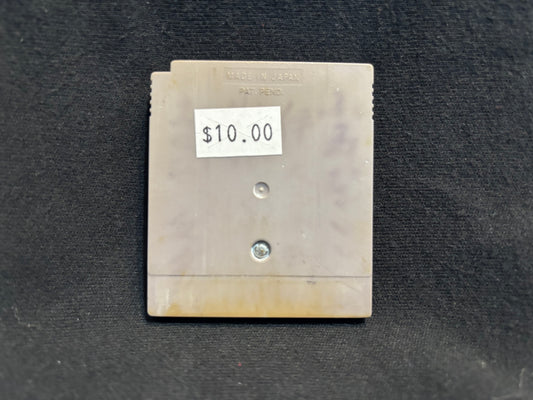 MADE IN JAPAN
PAT. PEND.
$10.00